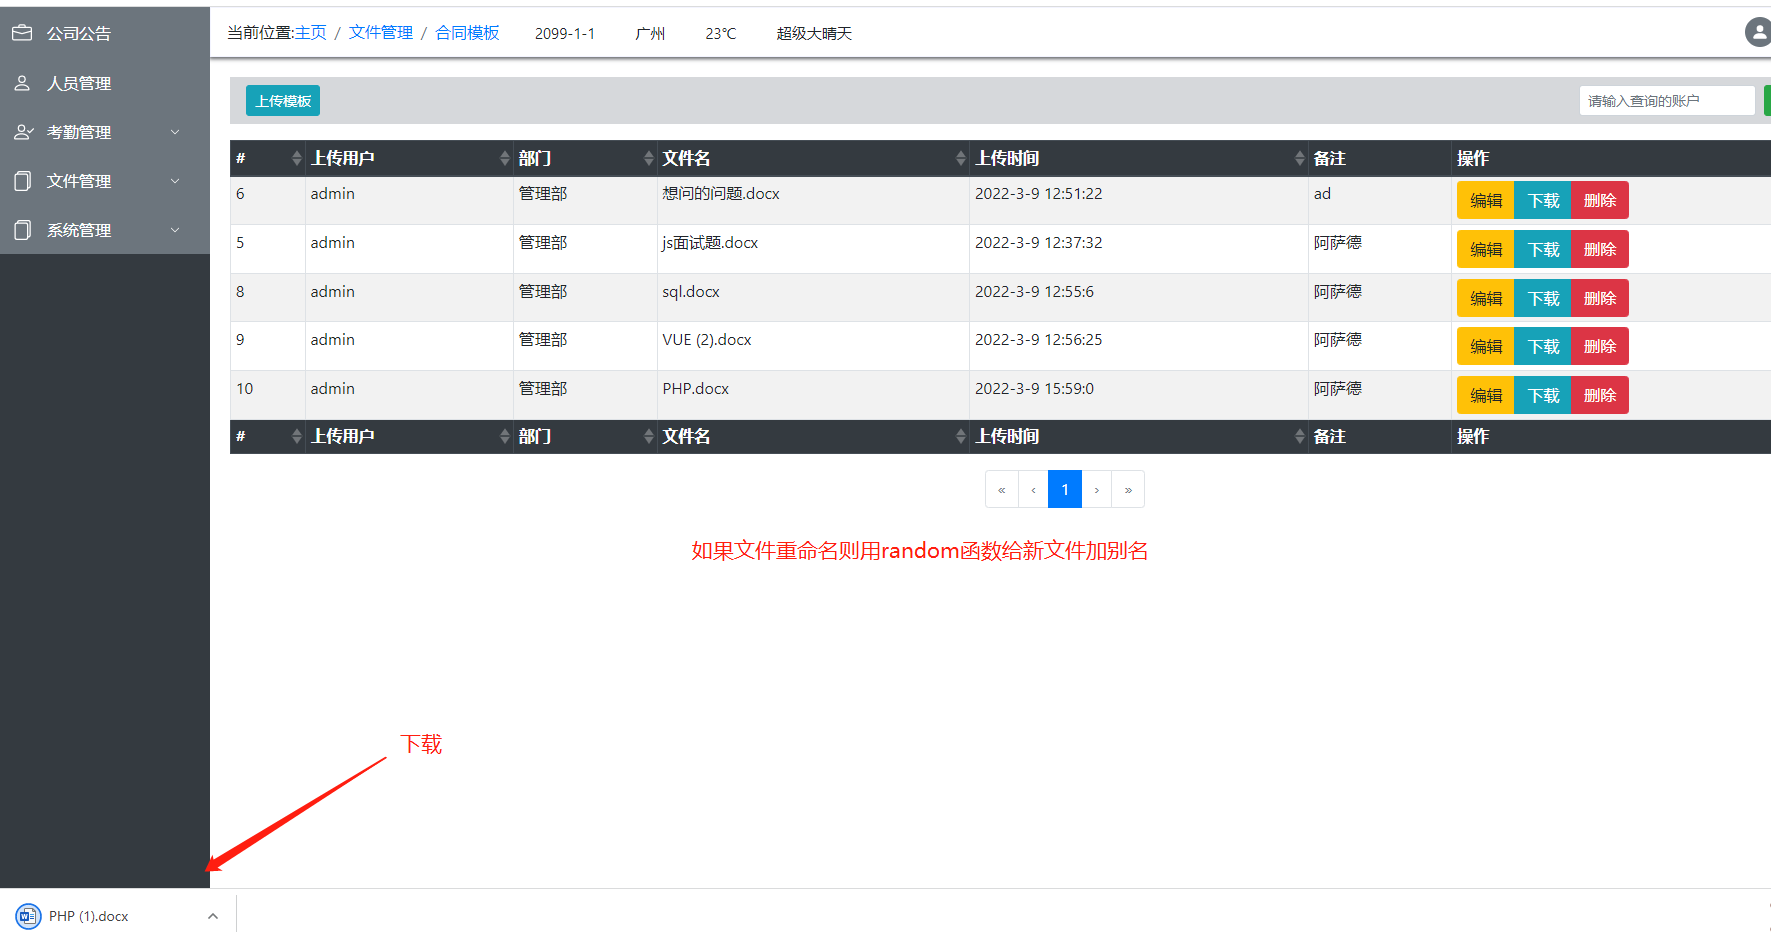 公司公告
人员管理
考勤管理
文件管理
系统管理
当前位置:主页 / 文件管理 / 合同模板 2099-1-1 广州 23℃ 超级大晴天
上传模板 请输入查询的账户
# 上传用户 部门 文件名 上传时间 备注 操作
6 admin 管理部 想问的问题.docx 2022-3-9 12:51:22 ad 编辑 下载 删除
5 admin 管理部 js面试题.docx 2022-3-9 12:37:32 阿萨德 编辑 下载 删除
8 admin 管理部 sql.docx 2022-3-9 12:55:6 阿萨德 编辑 下载 删除
9 admin 管理部 VUE (2).docx 2022-3-9 12:56:25 阿萨德 编辑 下载 删除
10 admin 管理部 PHP.docx 2022-3-9 15:59:0 阿萨德 编辑 下载 删除
# 上传用户 部门 文件名 上传时间 备注 操作
« ‹ 1 › »
如果文件重命名则用random函数给新文件加别名
下载
PHP (1).docx